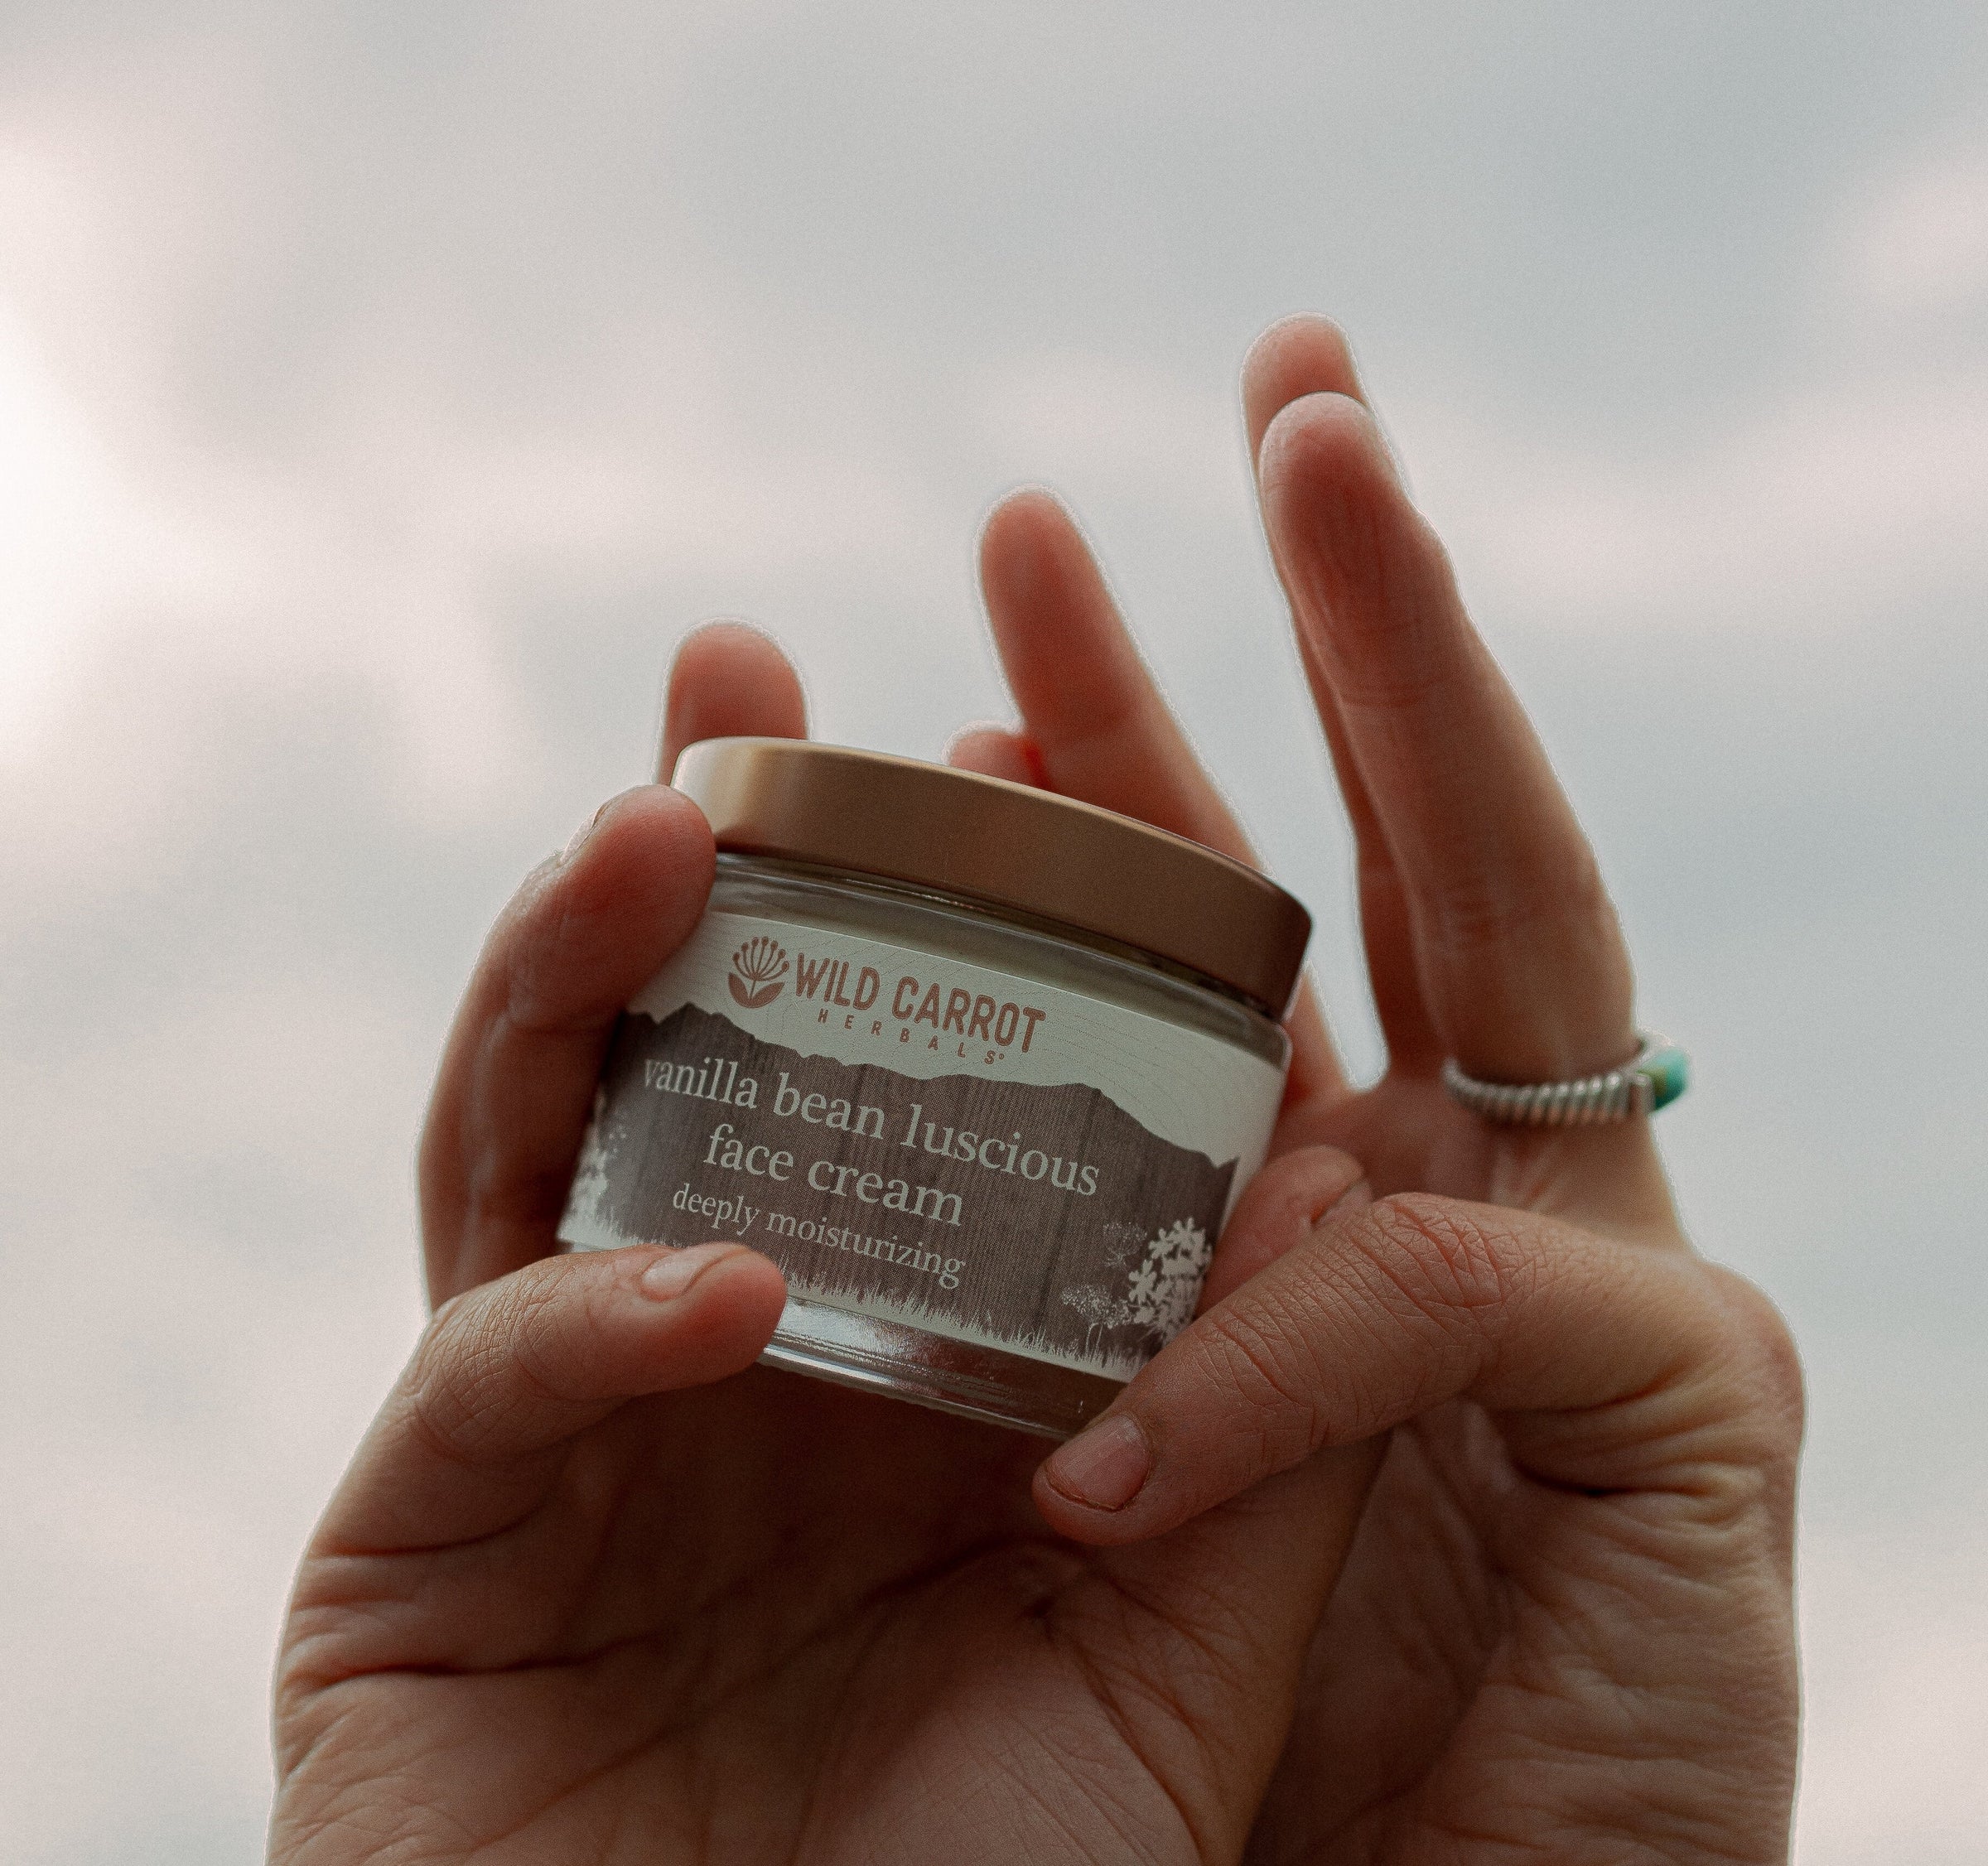 WILD CARROT
HERBALS®
vanilla bean luscious
face cream
deeply moisturizing